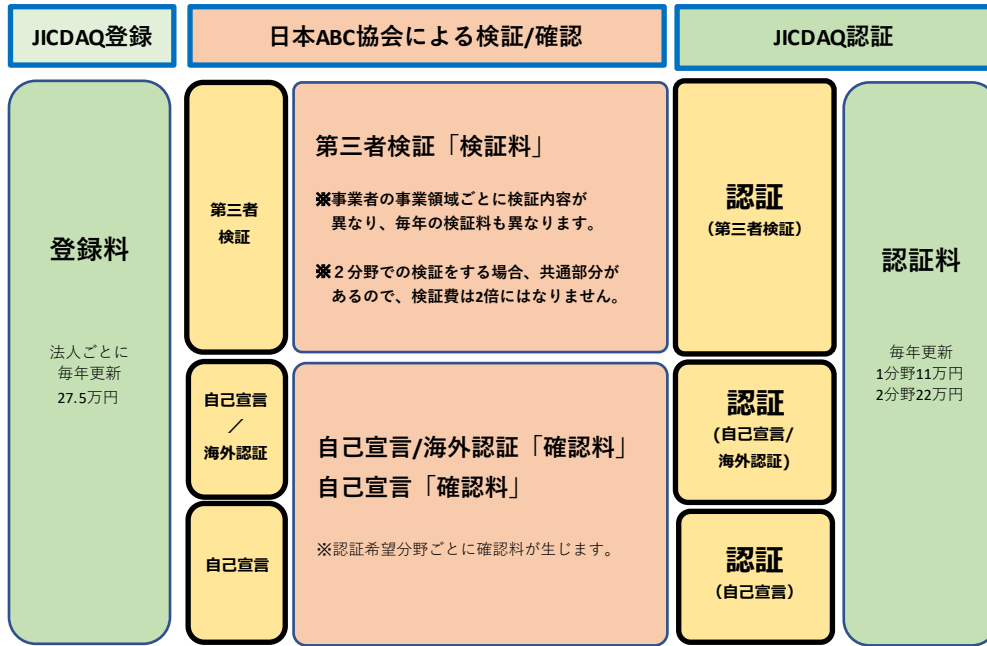 JICDAQ登録
日本ABC協会による検証/確認
JICDAQ認証
登録料
法人ごとに
毎年更新
27.5万円
第三者
検証
第三者検証「検証料」
※事業者の事業領域ごとに検証内容が
異なり、毎年の検証料も異なります。
※2分野での検証をする場合、共通部分が
あるので、検証費は2倍にはなりません。
認証
（第三者検証）
認証料
毎年更新
1分野11万円
2分野22万円
自己宣言
／
海外認証
自己宣言/海外認証「確認料」
自己宣言「確認料」
※認証希望分野ごとに確認料が生じます。
認証
(自己宣言/
海外認証)
自己宣言
認証
（自己宣言）